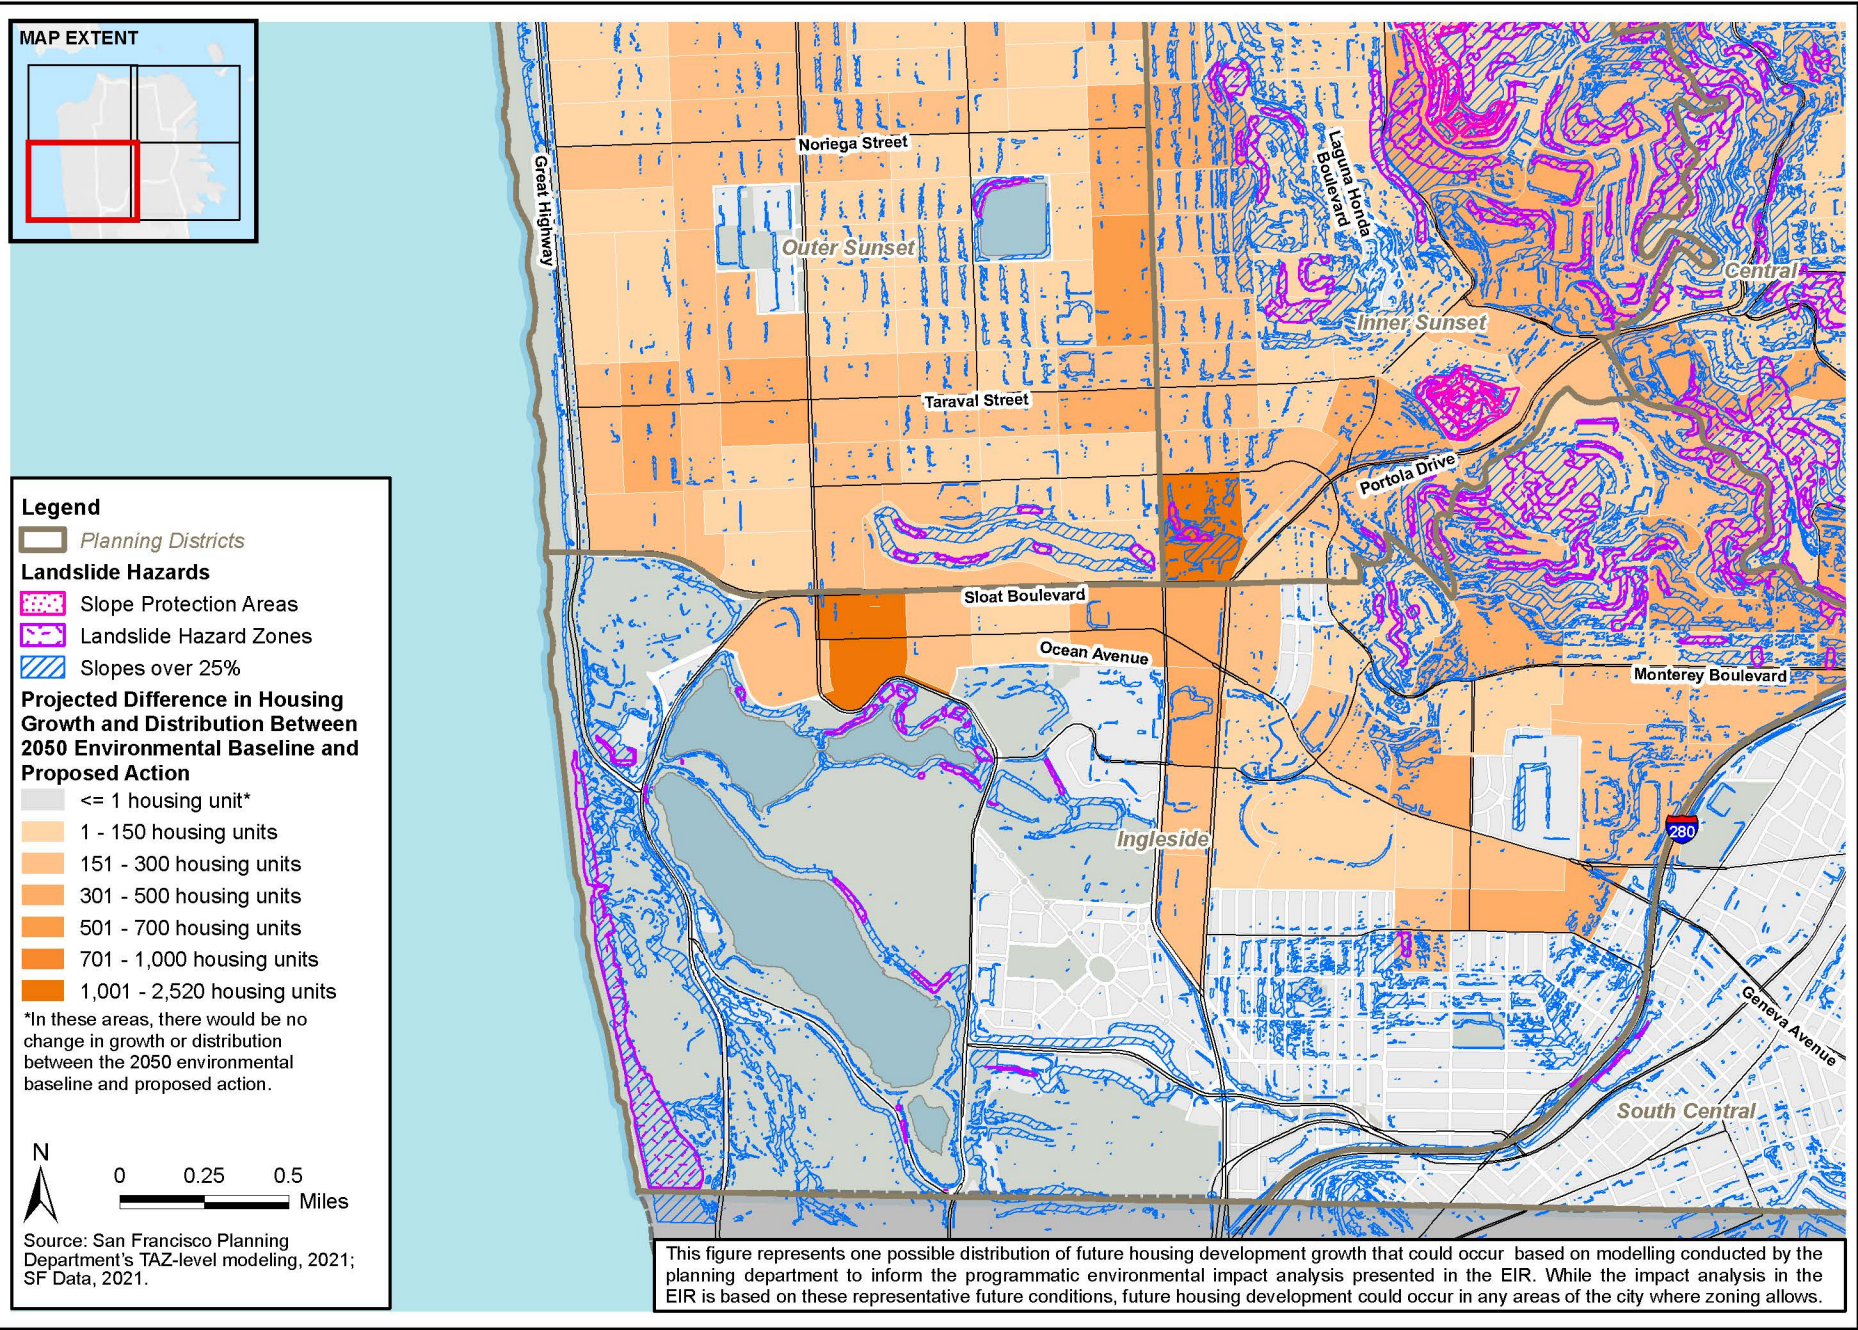 MAP EXTENT
Noriega Street
Great Highway
Laguna Honda
Boulevard
Outer Sunset
Central
Inner Sunset
Taraval Street
Portola Drive
Sloat Boulevard
Ocean Avenue
Monterey Boulevard
Ingleside
280
Geneva Avenue
South Central
Legend
Planning Districts
Landslide Hazards
Slope Protection Areas
Landslide Hazard Zones
Slopes over 25%
Projected Difference in Housing
Growth and Distribution Between
2050 Environmental Baseline and
Proposed Action
<= 1 housing unit*
1 - 150 housing units
151 - 300 housing units
301 - 500 housing units
501 - 700 housing units
701 - 1,000 housing units
1,001 - 2,520 housing units
*In these areas, there would be no
change in growth or distribution
between the 2050 environmental
baseline and proposed action.
N
0 0.25 0.5
Miles
Source: San Francisco Planning
Department's TAZ-level modeling, 2021;
SF Data, 2021.
This figure represents one possible distribution of future housing development growth that could occur based on modelling conducted by the
planning department to inform the programmatic environmental impact analysis presented in the EIR. While the impact analysis in the
EIR is based on these representative future conditions, future housing development could occur in any areas of the city where zoning allows.